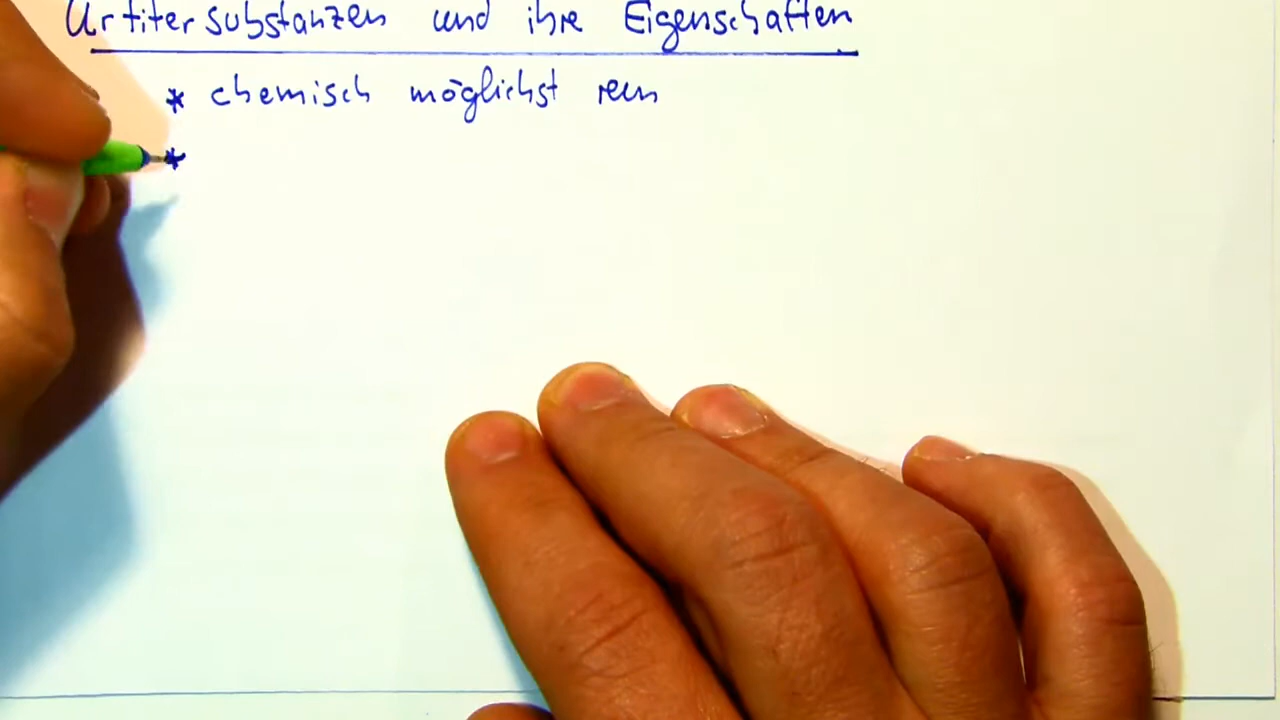 Urtitersubstanzen und ihre Eigenschaften
* chemisch möglichst rein
*